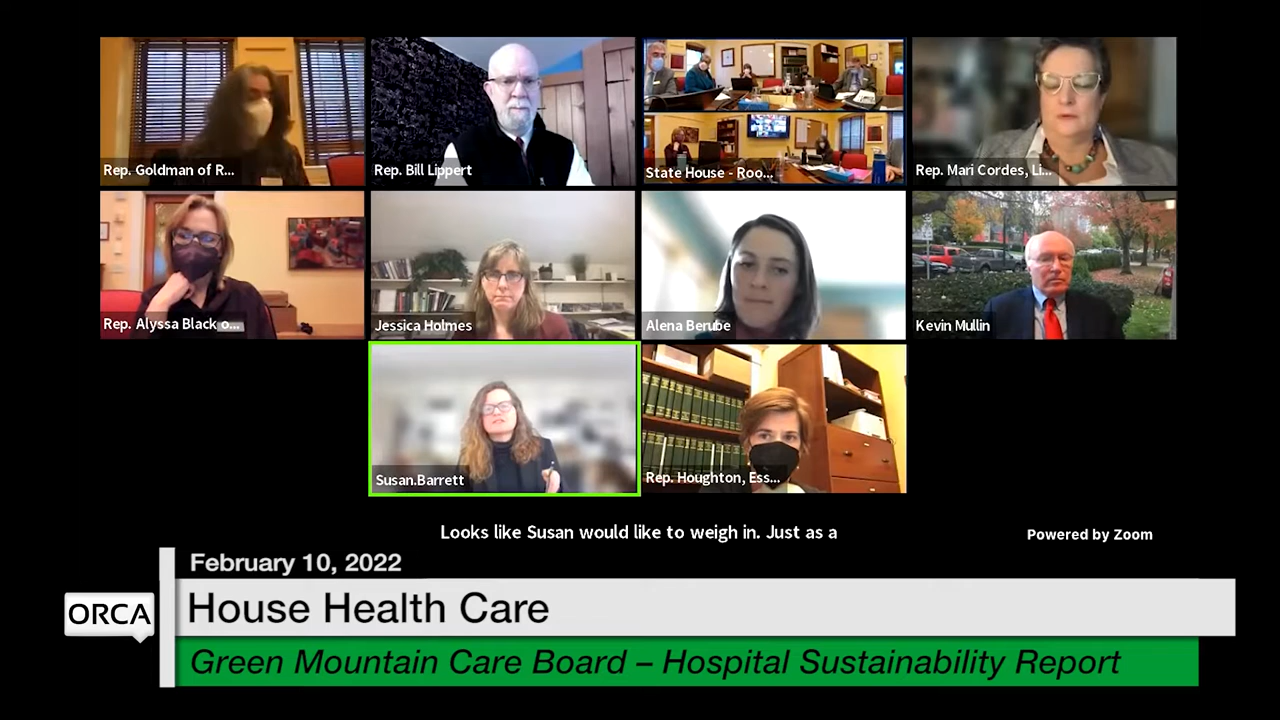 Rep. Goldman of R...
Rep. Bill Lippert
State House - Roo...
Rep. Mari Cordes, Li...
Rep. Alyssa Black o...
Jessica Holmes
Alena Berube
Kevin Mullin
Susan.Barrett
Rep. Houghton, Ess...
Looks like Susan would like to weigh in. Just as a
Powered by Zoom
February 10, 2022
ORCA
House Health Care
Green Mountain Care Board – Hospital Sustainability Report